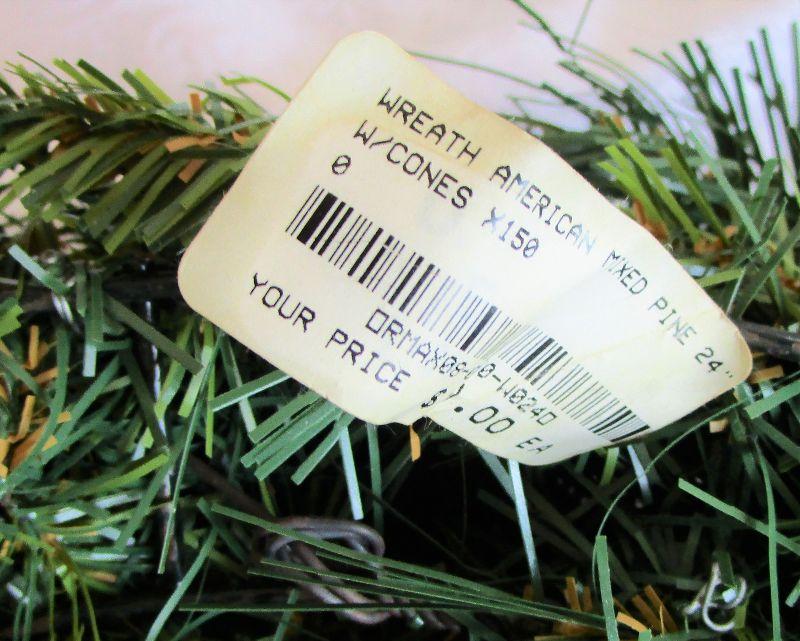 WREATH AMERICAN MIXED PINE 24"
W/CONES X150
0
YOUR PRICE .00 EA